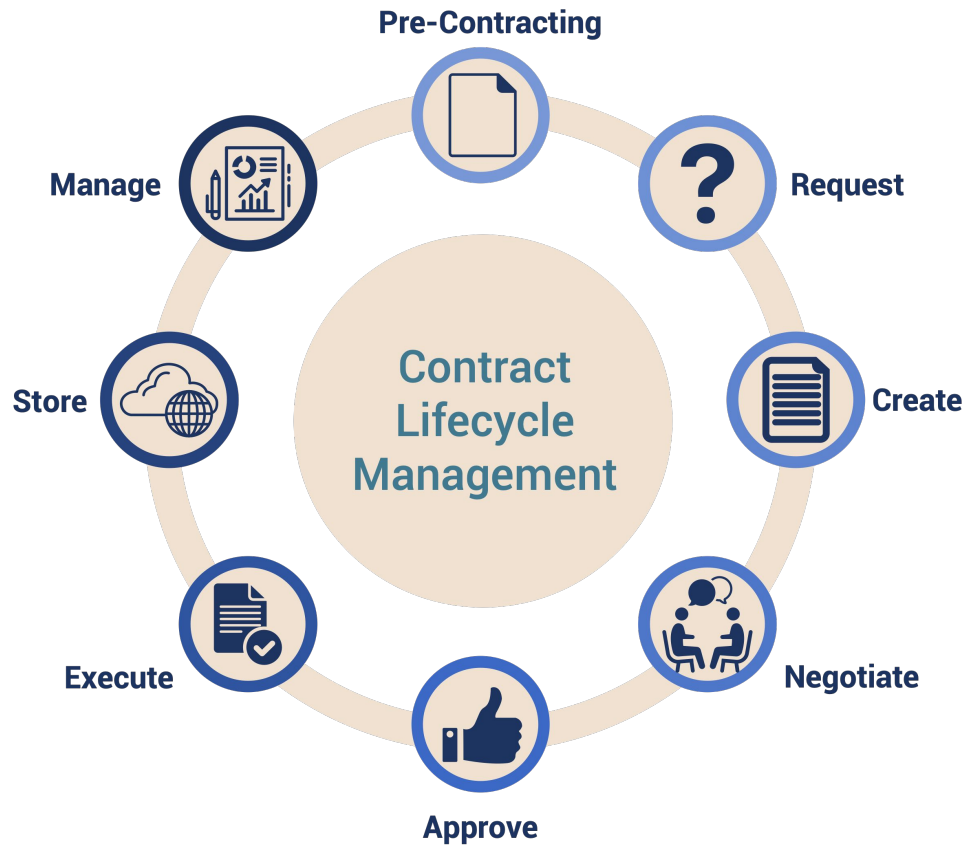 Pre-Contracting
Request
Create
Negotiate
Approve
Execute
Store
Manage
Contract
Lifecycle
Management